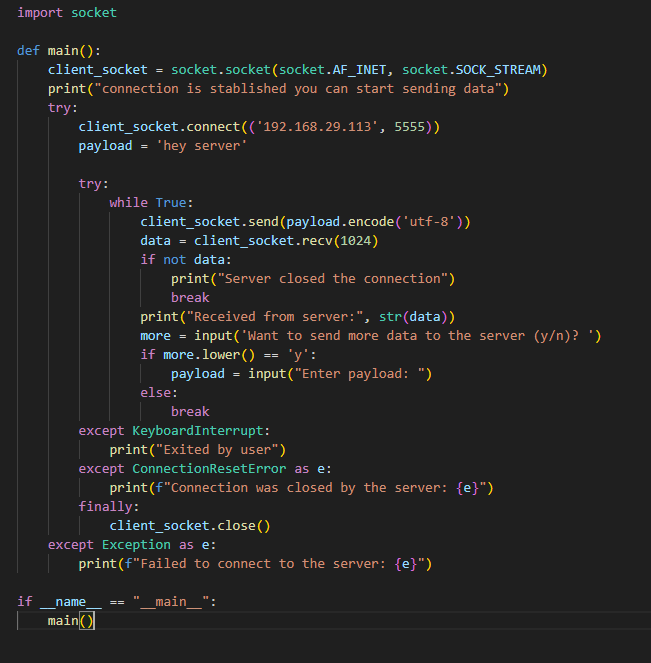 import socket

def main():
    client_socket = socket.socket(socket.AF_INET, socket.SOCK_STREAM)
    print("connection is stablished you can start sending data")
    try:
        client_socket.connect(('192.168.29.113', 5555))
        payload = 'hey server'

        try:
            while True:
                client_socket.send(payload.encode('utf-8'))
                data = client_socket.recv(1024)
                if not data:
                    print("Server closed the connection")
                    break
                print("Received from server:", str(data))
                more = input('Want to send more data to the server (y/n)? ')
                if more.lower() == 'y':
                    payload = input("Enter payload: ")
                else:
                    break
        except KeyboardInterrupt:
            print("Exited by user")
        except ConnectionResetError as e:
            print(f"Connection was closed by the server: {e}")
        finally:
            client_socket.close()
    except Exception as e:
        print(f"Failed to connect to the server: {e}")

if __name__ == "__main__":
    main()